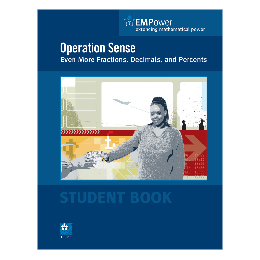 EMPower
extending mathematical power
Operation Sense
Even More Fractions, Decimals, and Percents
STUDENT BOOK